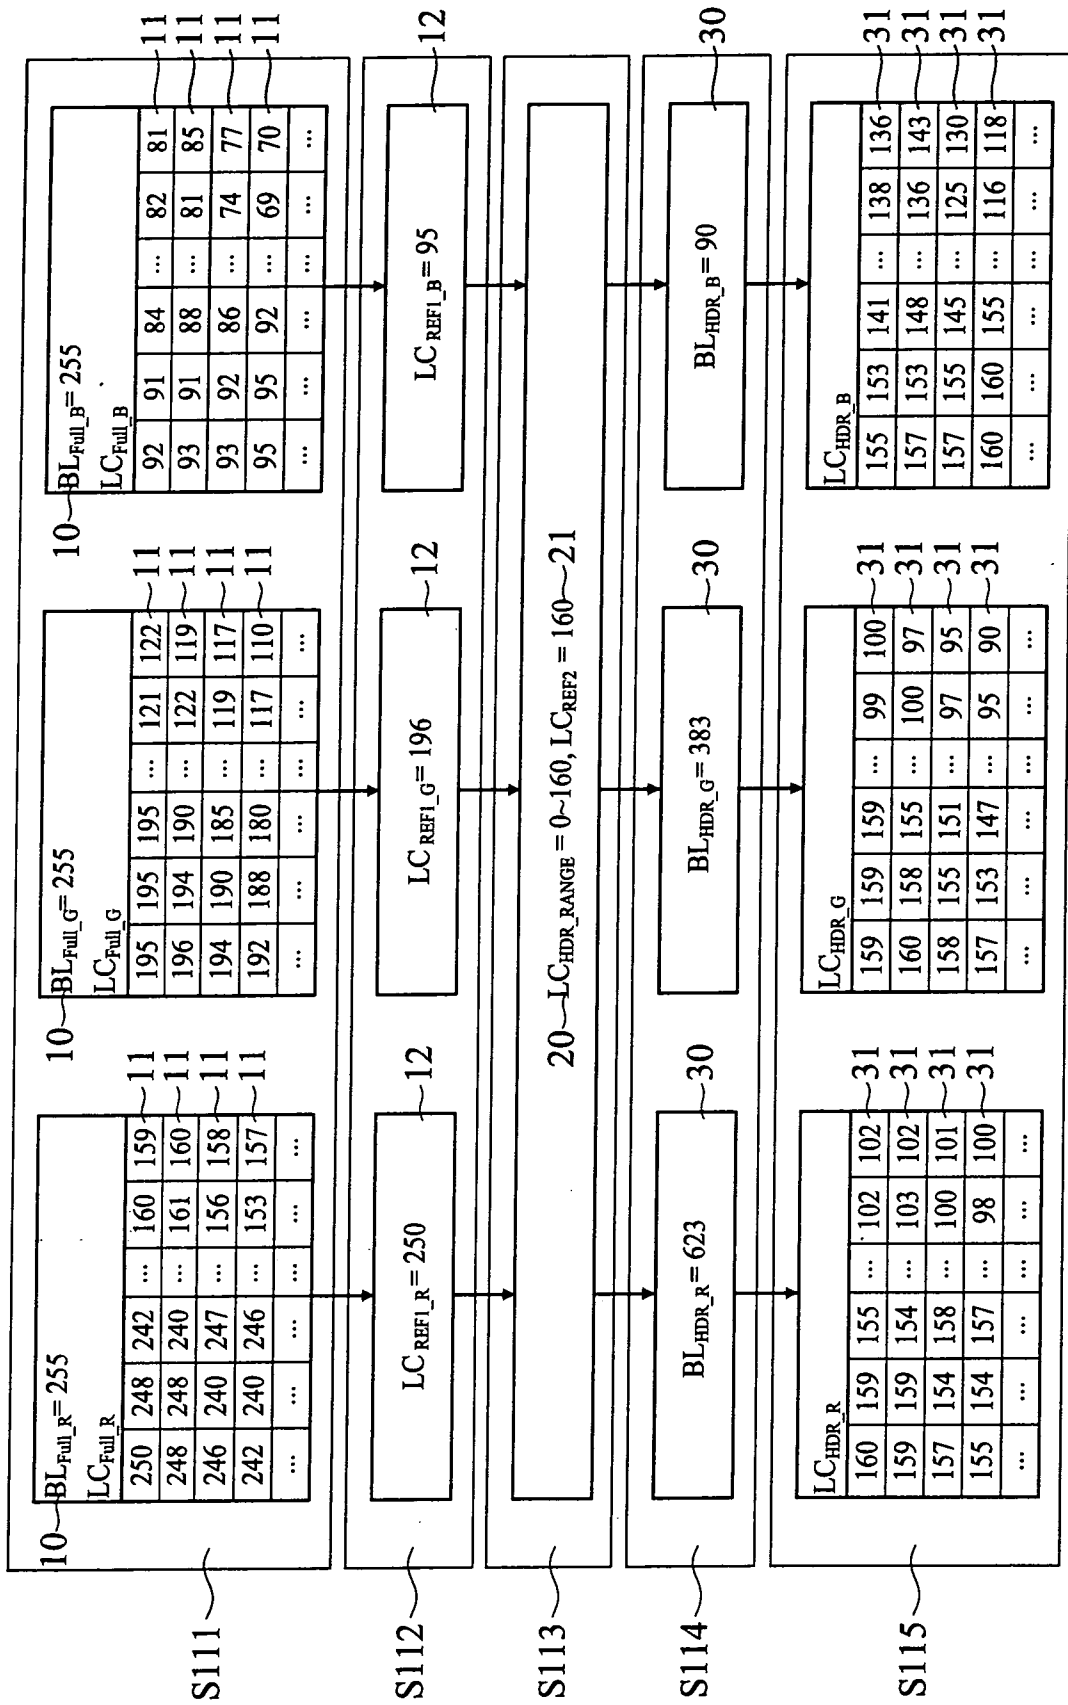 S111
10 BL_Full_R = 255
LC_Full_R
250 248 242 ... 160 159 11
248 248 240 ... 161 160 11
246 240 247 ... 156 158 11
242 240 246 ... 153 157 11
... ... ... ... ... ...
10 BL_Full_G = 255
LC_Full_G
195 195 195 ... 121 122 11
196 194 190 ... 122 119 11
194 190 185 ... 119 117 11
192 188 180 ... 117 110 11
... ... ... ... ... ...
10 BL_Full_B = 255
LC_Full_B
92 91 84 ... 82 81 11
93 91 88 ... 81 85 11
93 92 86 ... 74 77 11
95 95 92 ... 69 70 11
... ... ... ... ... ...
S112
LC_REF1_R = 250 12
LC_REF1_G = 196 12
LC_REF1_B = 95 12
S113
20 LC_HDR_RANGE = 0~160, LC_REF2 = 160 21
S114
BL_HDR_R = 623 30
BL_HDR_G = 383 30
BL_HDR_B = 90 30
S115
LC_HDR_R
160 159 155 ... 102 102 31
159 159 154 ... 103 102 31
157 154 158 ... 100 101 31
155 154 157 ... 98 100 31
... ... ... ... ... ...
LC_HDR_G
159 159 159 ... 99 100 31
160 158 155 ... 100 97 31
158 155 151 ... 97 95 31
157 153 147 ... 95 90 31
... ... ... ... ... ...
LC_HDR_B
155 153 141 ... 138 136 31
157 153 148 ... 136 143 31
157 155 145 ... 125 130 31
160 160 155 ... 116 118 31
... ... ... ... ... ...